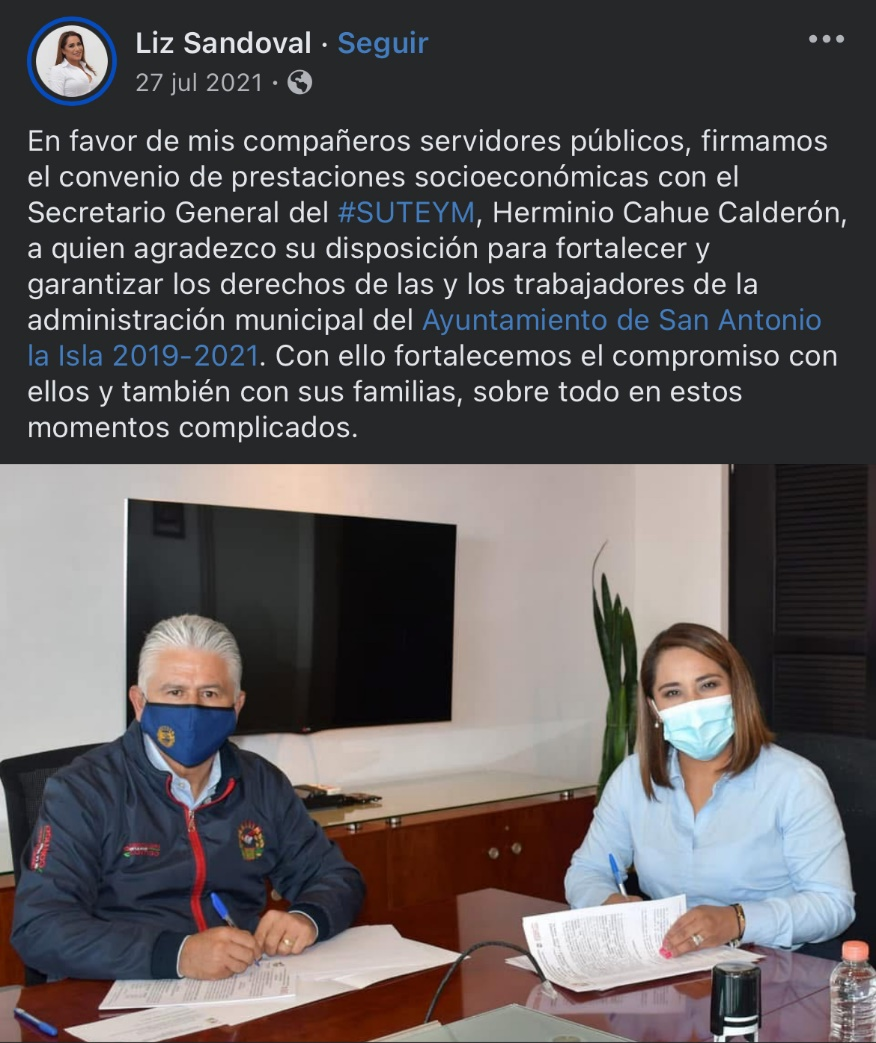 Liz Sandoval · Seguir
27 jul 2021 ·
En favor de mis compañeros servidores públicos, firmamos
el convenio de prestaciones socioeconómicas con el
Secretario General del #SUTEYM, Herminio Cahue Calderón,
a quien agradezco su disposición para fortalecer y
garantizar los derechos de las y los trabajadores de la
administración municipal del Ayuntamiento de San Antonio
la Isla 2019-2021. Con ello fortalecemos el compromiso con
ellos y también con sus familias, sobre todo en estos
momentos complicados.